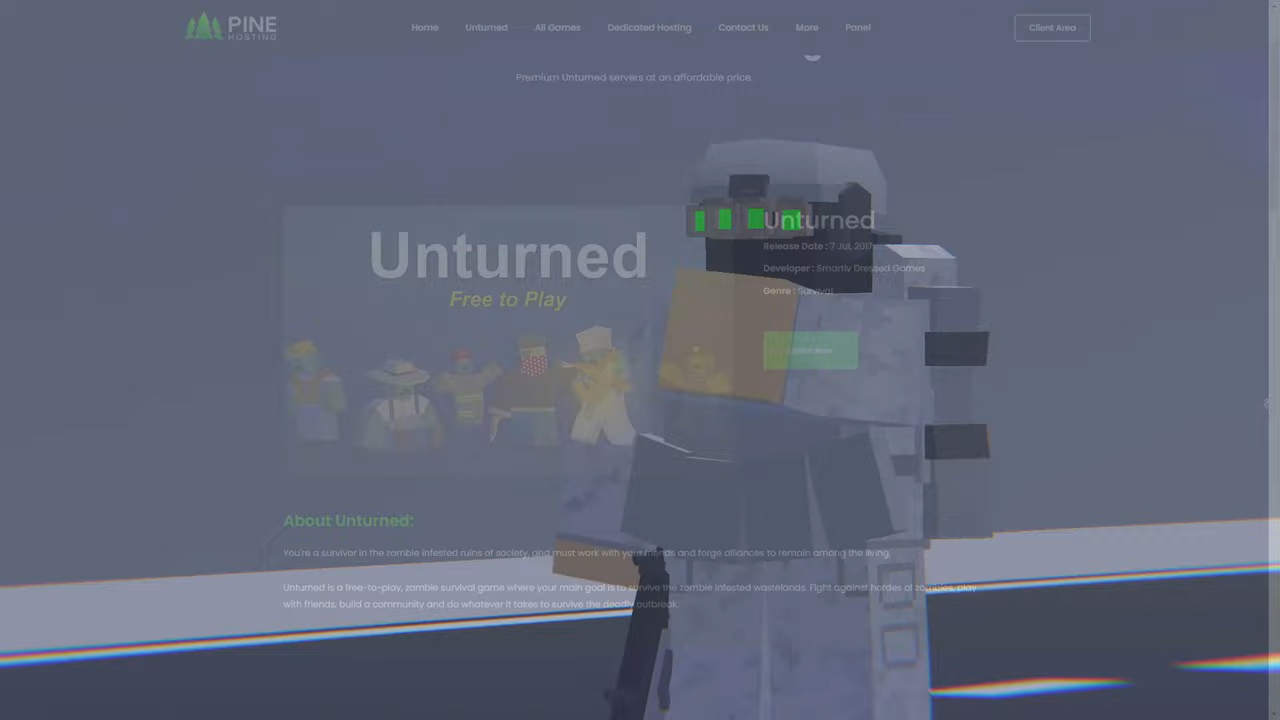 PINE
HOSTING
Home Unturned All Games Dedicated Hosting Contact Us More Panel
Client Area
Premium Unturned servers at an affordable price.
Unturned
Free to Play
Unturned
Release Date : 7 Jul, 2017
Developer : Smartly Dressed Games
Genre : Survival
About Unturned:
You're a survivor in the zombie infested ruins of society, and must work with your friends and forge alliances to remain among the living.
Unturned is a free-to-play, zombie survival game where your main goal is to survive the zombie infested wastelands. Fight against hordes of zombies, play
with friends, build a community and do whatever it takes to survive the deadly outbreak.